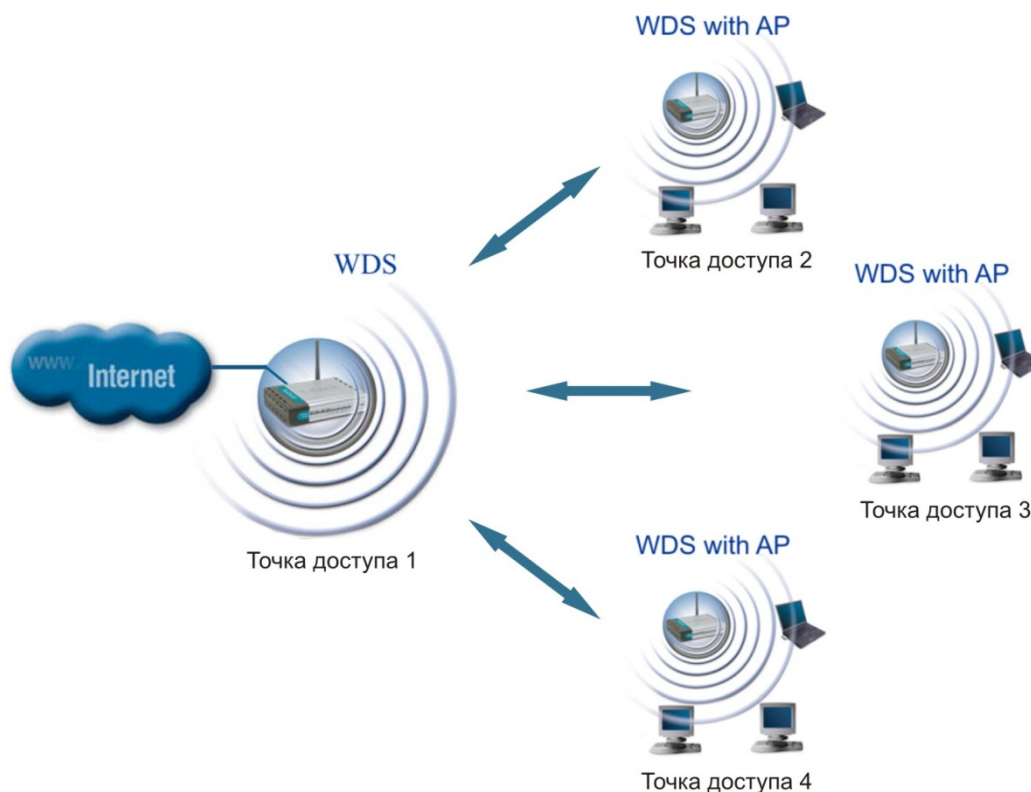 WDS with AP
Точка доступа 2
WDS
WDS with AP
www.
Internet
Точка доступа 3
Точка доступа 1
WDS with AP
Точка доступа 4